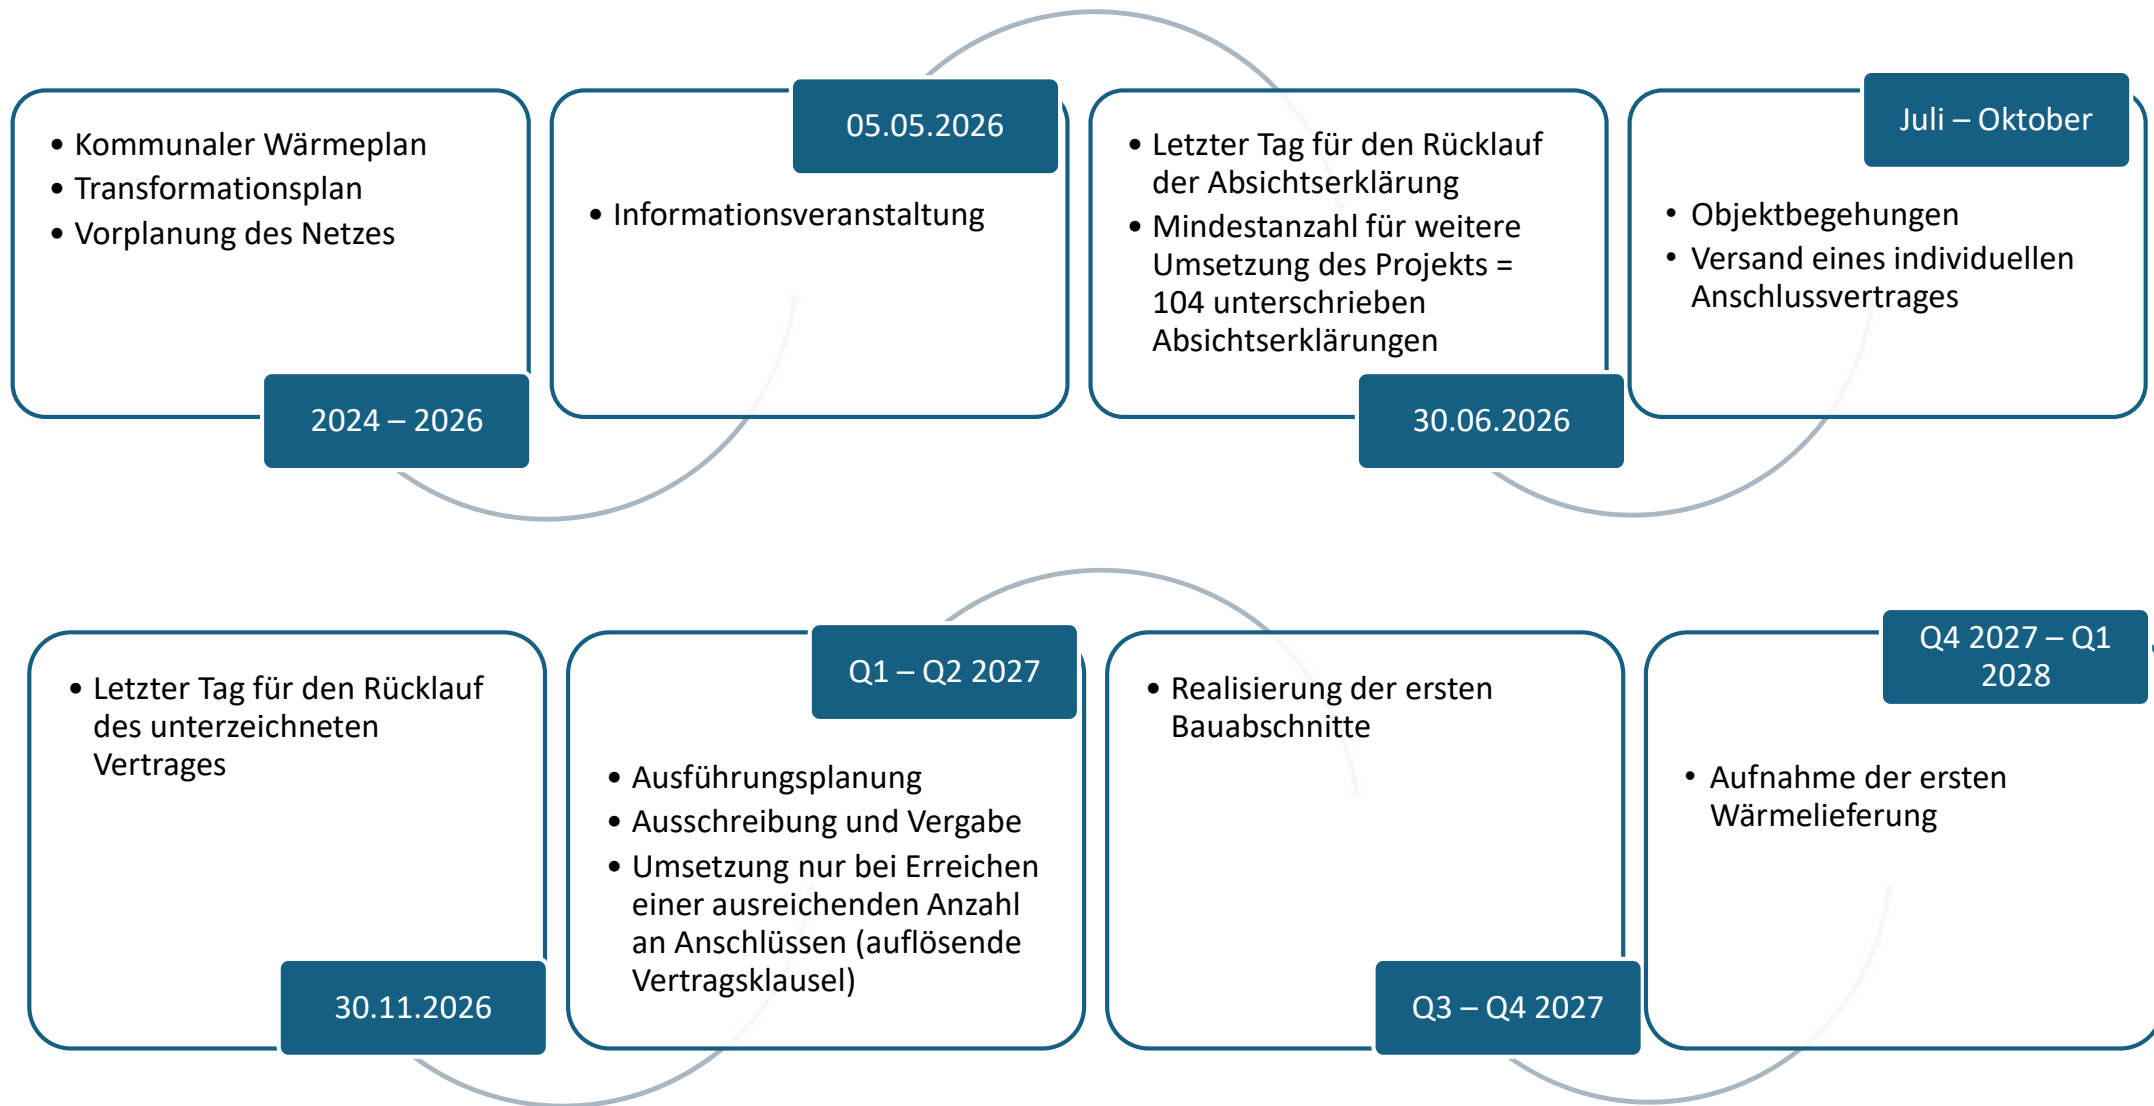 • Kommunaler Wärmeplan
• Transformationsplan
• Vorplanung des Netzes
2024 – 2026
05.05.2026
• Informationsveranstaltung
• Letzter Tag für den Rücklauf
der Absichtserklärung
• Mindestanzahl für weitere
Umsetzung des Projekts =
104 unterschrieben
Absichtserklärungen
30.06.2026
Juli – Oktober
• Objektbegehungen
• Versand eines individuellen
Anschlussvertrages
• Letzter Tag für den Rücklauf
des unterzeichneten
Vertrages
30.11.2026
Q1 – Q2 2027
• Ausführungsplanung
• Ausschreibung und Vergabe
• Umsetzung nur bei Erreichen
einer ausreichenden Anzahl
an Anschlüssen (auflösende
Vertragsklausel)
• Realisierung der ersten
Bauabschnitte
Q3 – Q4 2027
Q4 2027 – Q1
2028
• Aufnahme der ersten
Wärmelieferung